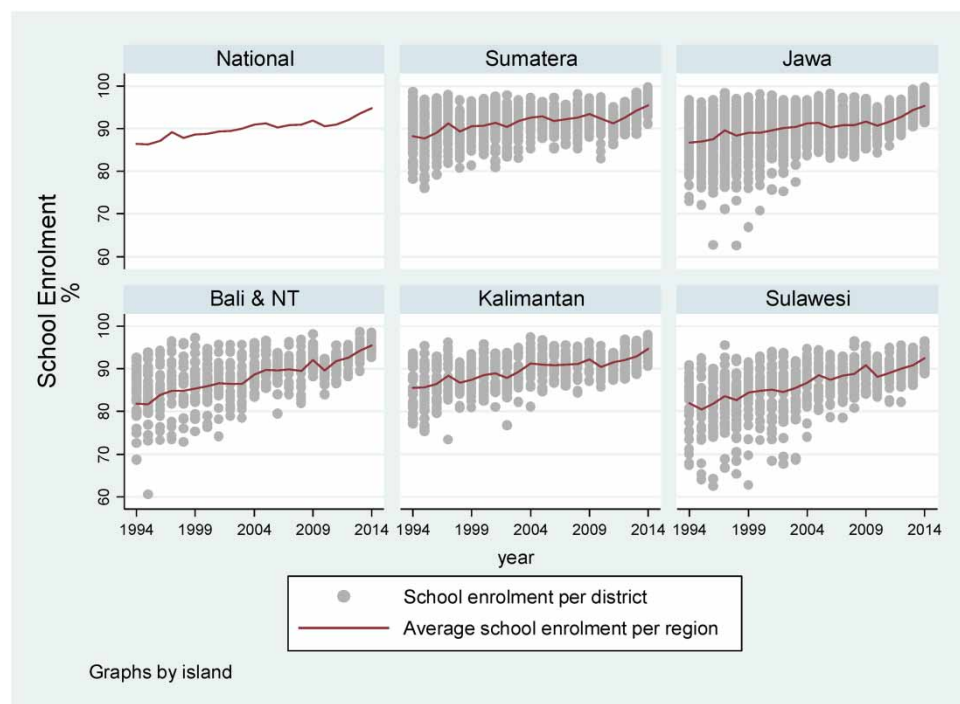 National
Sumatera
Jawa
100
90
80
70
60
Bali & NT
Kalimantan
Sulawesi
100
90
80
70
60
School Enrolment
%
1994 1999 2004 2009 2014
1994 1999 2004 2009 2014
1994 1999 2004 2009 2014
year
School enrolment per district
Average school enrolment per region
Graphs by island